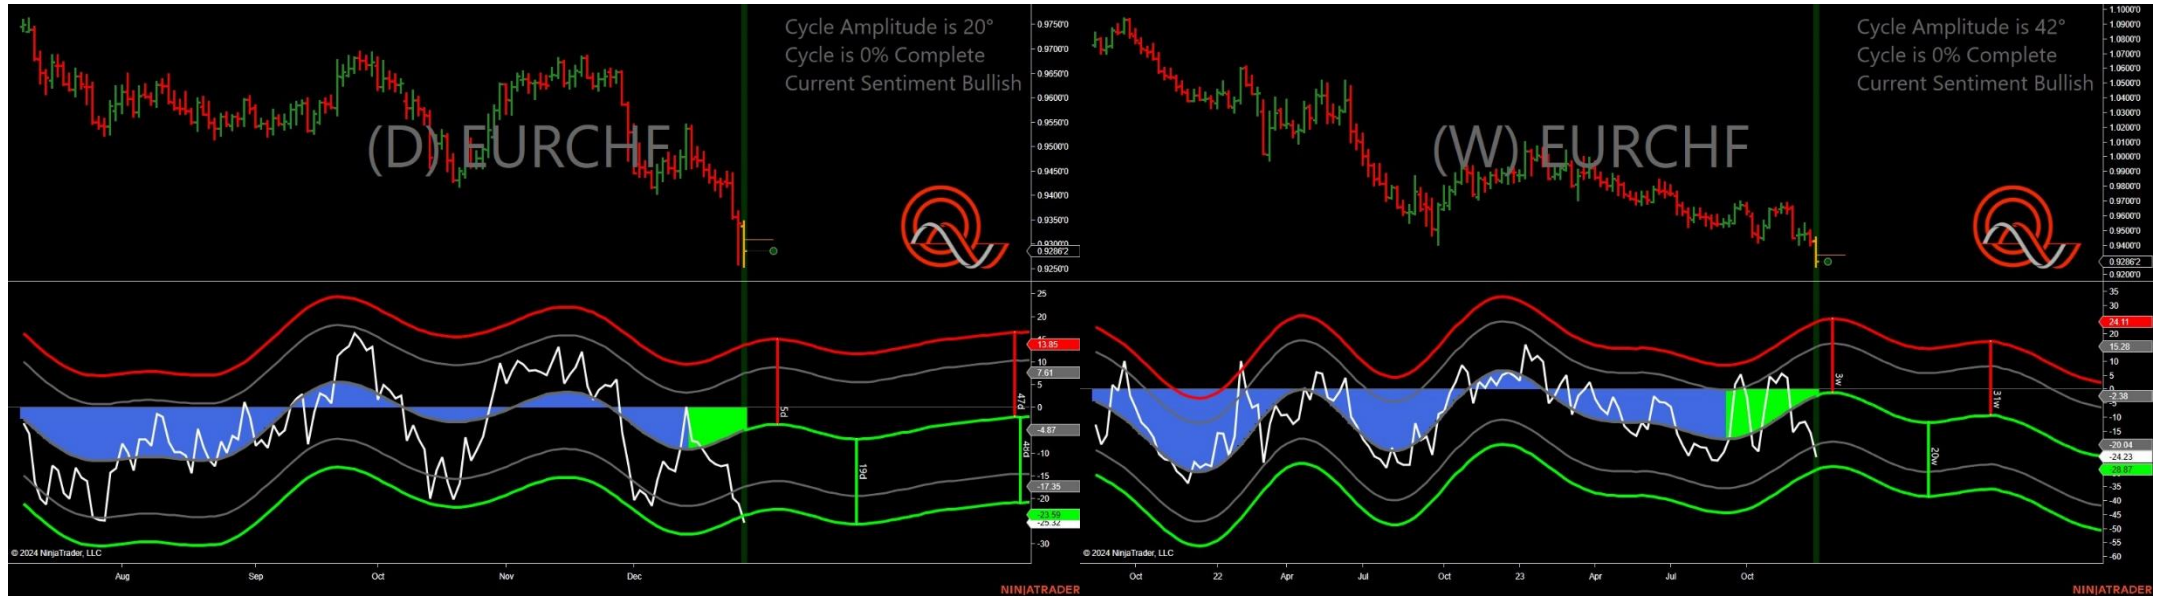 Cycle Amplitude is 20°
Cycle is 0% Complete
Current Sentiment Bullish
(D) EURCHF
0.9750'0
0.9700'0
0.9650'0
0.9600'0
0.9550'0
0.9500'0
0.9450'0
0.9400'0
0.9350'0
0.9300'0
0.9286'2
0.9250'0
25
20
15
13.85
10
7.61
5
0
-4.87
-10
-15
-17.35
-20
-23.59
-25.32
-30
5d
19d
47d
48d
© 2024 NinjaTrader, LLC
Aug
Sep
Oct
Nov
Dec
NINJATRADER
Cycle Amplitude is 42°
Cycle is 0% Complete
Current Sentiment Bullish
(W) EURCHF
1.1000'0
1.0900'0
1.0800'0
1.0700'0
1.0600'0
1.0500'0
1.0400'0
1.0300'0
1.0200'0
1.0100'0
1.0000'0
0.9900'0
0.9800'0
0.9700'0
0.9600'0
0.9500'0
0.9400'0
0.9286'2
0.9200'0
35
30
24.11
20
15.28
10
5
0
-2.38
-5
-10
-15
-20.04
-24.23
-28.87
-35
-40
-45
-50
-55
-60
3w
20w
31w
© 2024 NinjaTrader, LLC
Oct
22
Apr
Jul
Oct
23
Apr
Jul
Oct
NINJATRADER